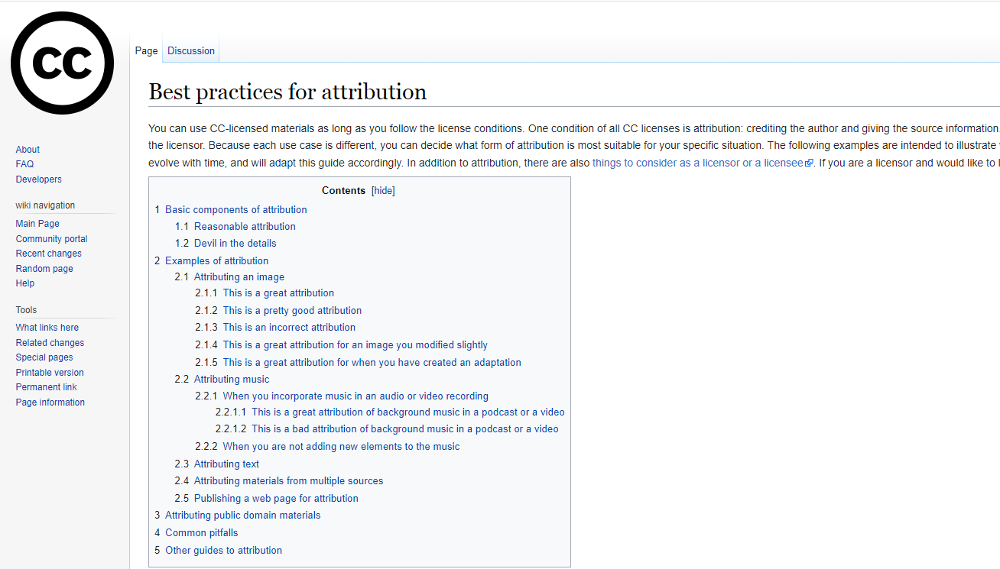 CC
Page Discussion
Best practices for attribution
You can use CC-licensed materials as long as you follow the license conditions. One condition of all CC licenses is attribution: crediting the author and giving the source information.
the licensor. Because each use case is different, you can decide what form of attribution is most suitable for your specific situation. The following examples are intended to illustrate
evolve with time, and will adapt this guide accordingly. In addition to attribution, there are also things to consider as a licensor or a licensee. If you are a licensor and would like to
About
FAQ
Developers
wiki navigation
Main Page
Community portal
Recent changes
Random page
Help
Tools
What links here
Related changes
Special pages
Printable version
Permanent link
Page information
Contents [hide]
1 Basic components of attribution
1.1 Reasonable attribution
1.2 Devil in the details
2 Examples of attribution
2.1 Attributing an image
2.1.1 This is a great attribution
2.1.2 This is a pretty good attribution
2.1.3 This is an incorrect attribution
2.1.4 This is a great attribution for an image you modified slightly
2.1.5 This is a great attribution for when you have created an adaptation
2.2 Attributing music
2.2.1 When you incorporate music in an audio or video recording
2.2.1.1 This is a great attribution of background music in a podcast or a video
2.2.1.2 This is a bad attribution of background music in a podcast or a video
2.2.2 When you are not adding new elements to the music
2.3 Attributing text
2.4 Attributing materials from multiple sources
2.5 Publishing a web page for attribution
3 Attributing public domain materials
4 Common pitfalls
5 Other guides to attribution